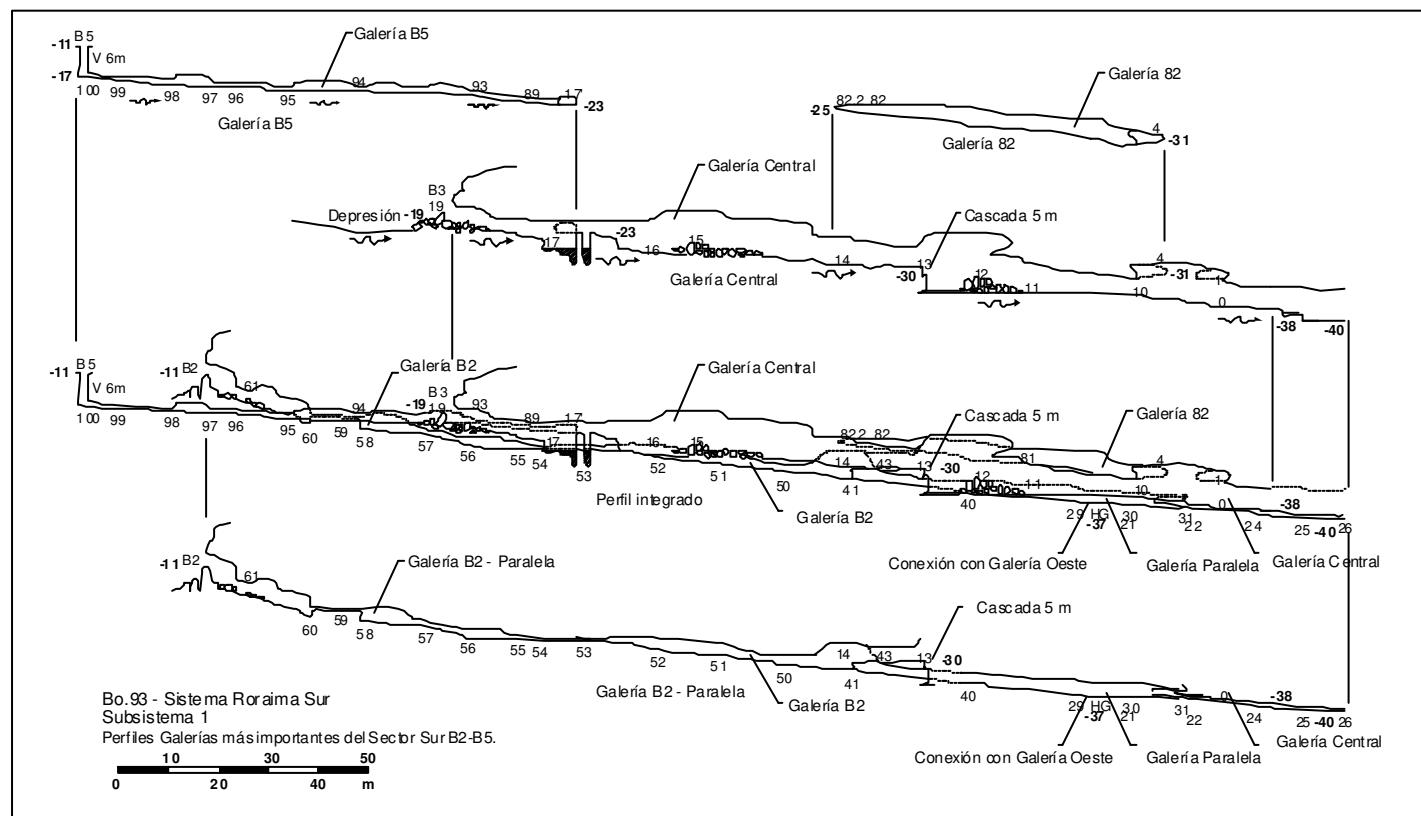 B5
-11
V 6m
-17
Galería B5
100 99 98 97 96 95 94 93 89 17
-23
Galería B5
Galería 82
82 2 82
-25
4
-31
Galería 82
B3
19
Depresión -19
17
-23
16
15
Galería Central
Galería Central
14
13
-30
Cascada 5 m
12
11
10
4
-31
1
0
-38
-40
B5
-11
V 6m
100 99 98 97 96 95
-11 B2
61
94
60 59 58
Galería B2
-19
B3
19
93
89
17
57 56 55 54
17
53
Perfil integrado
16
15
52 51 50
Galería Central
Galería B2
82 2 82
14
43
13
-30
41
Cascada 5 m
12
11
40
81
Galería 82
4
10
1
0
29 HG 30
-37 21
31
22
24
-38
25 -40 26
Conexión con Galería Oeste
Galería Paralela
Galería Central
-11 B2
61
60 59 58 57 56 55 54 53 52 51 50
Galería B2 - Paralela
Galería B2 - Paralela
Galería B2
14
43
13
-30
41
Cascada 5 m
40
29 HG 30
-37 21
31
22
0
24
-38
25 -40 26
Conexión con Galería Oeste
Galería Paralela
Galería Central
Bo.93 - Sistema Roraima Sur
Subsistema 1
Perfiles Galerías más importantes del Sector Sur B2-B5.
10 30 50
0 20 40 m